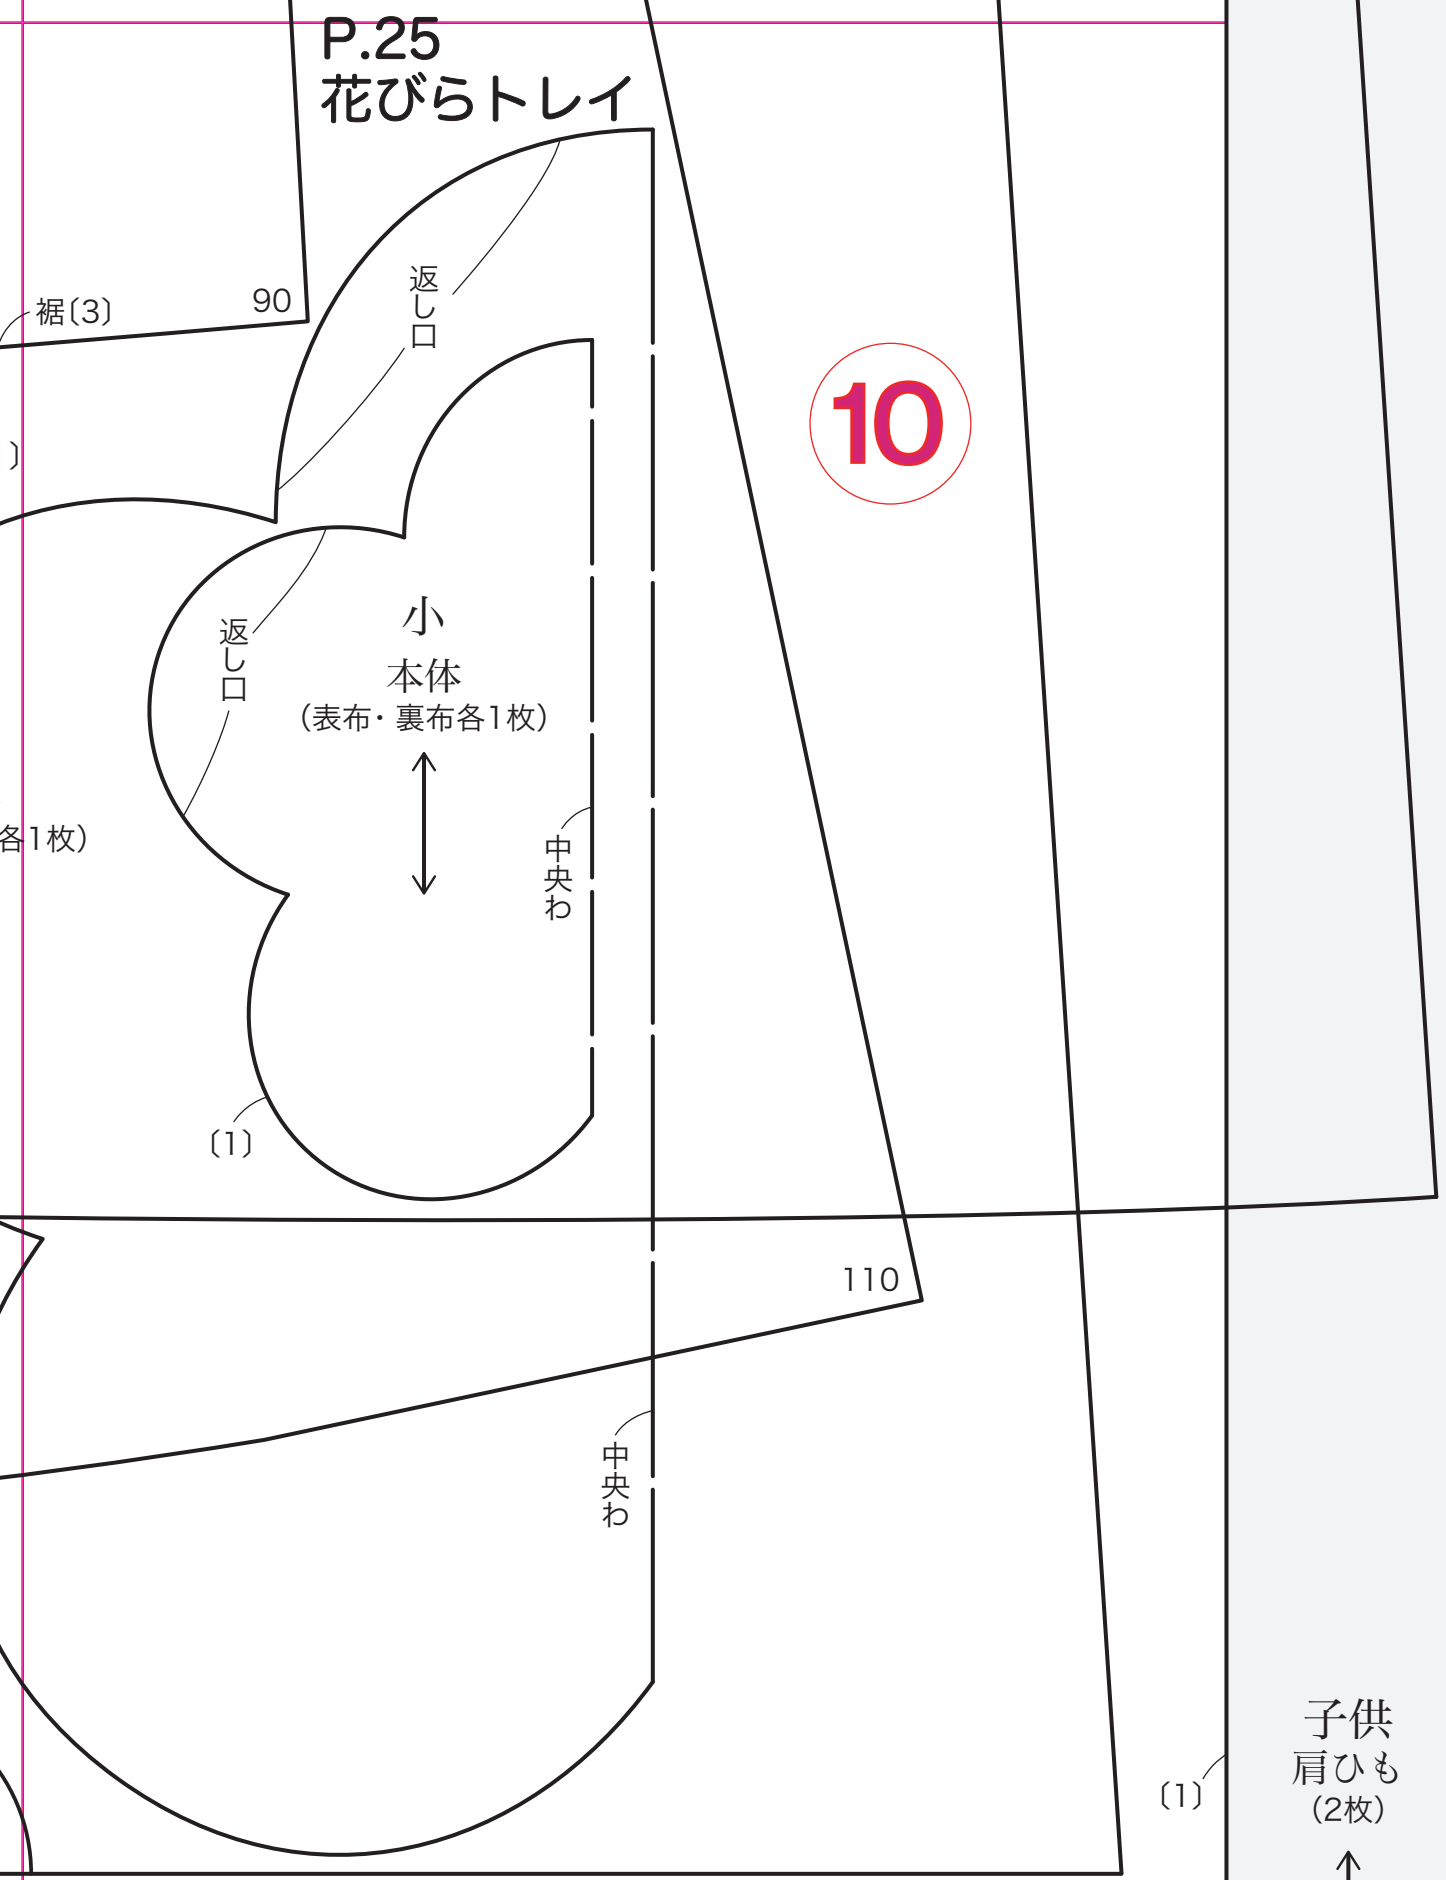 P.25
花びらトレイ
返し口
90
裾〔3〕
10
〕
小
本体
（表布・裏布各1枚）
返し口
中央わ
各1枚）
〔1〕
110
中央わ
子供
肩ひも
（2枚）
〔1〕